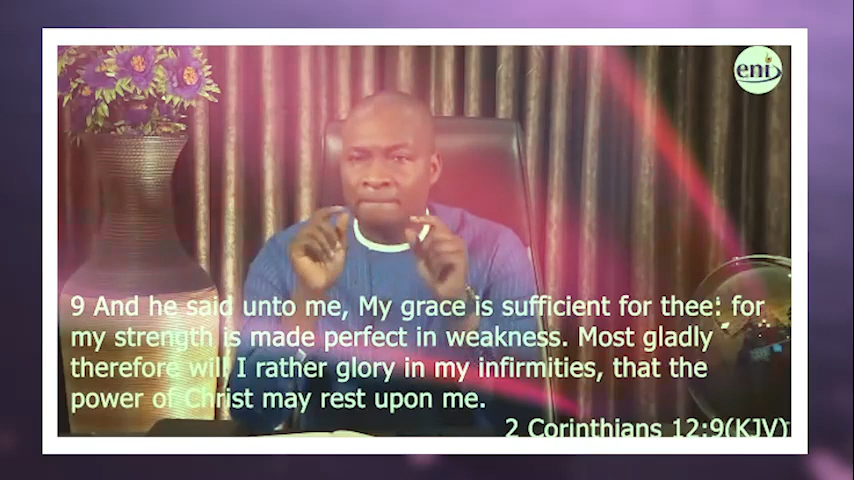 eni
9 And he said unto me, My grace is sufficient for thee: for
my strength is made perfect in weakness. Most gladly
therefore will I rather glory in my infirmities, that the
power of Christ may rest upon me.
2 Corinthians 12:9(KJV)